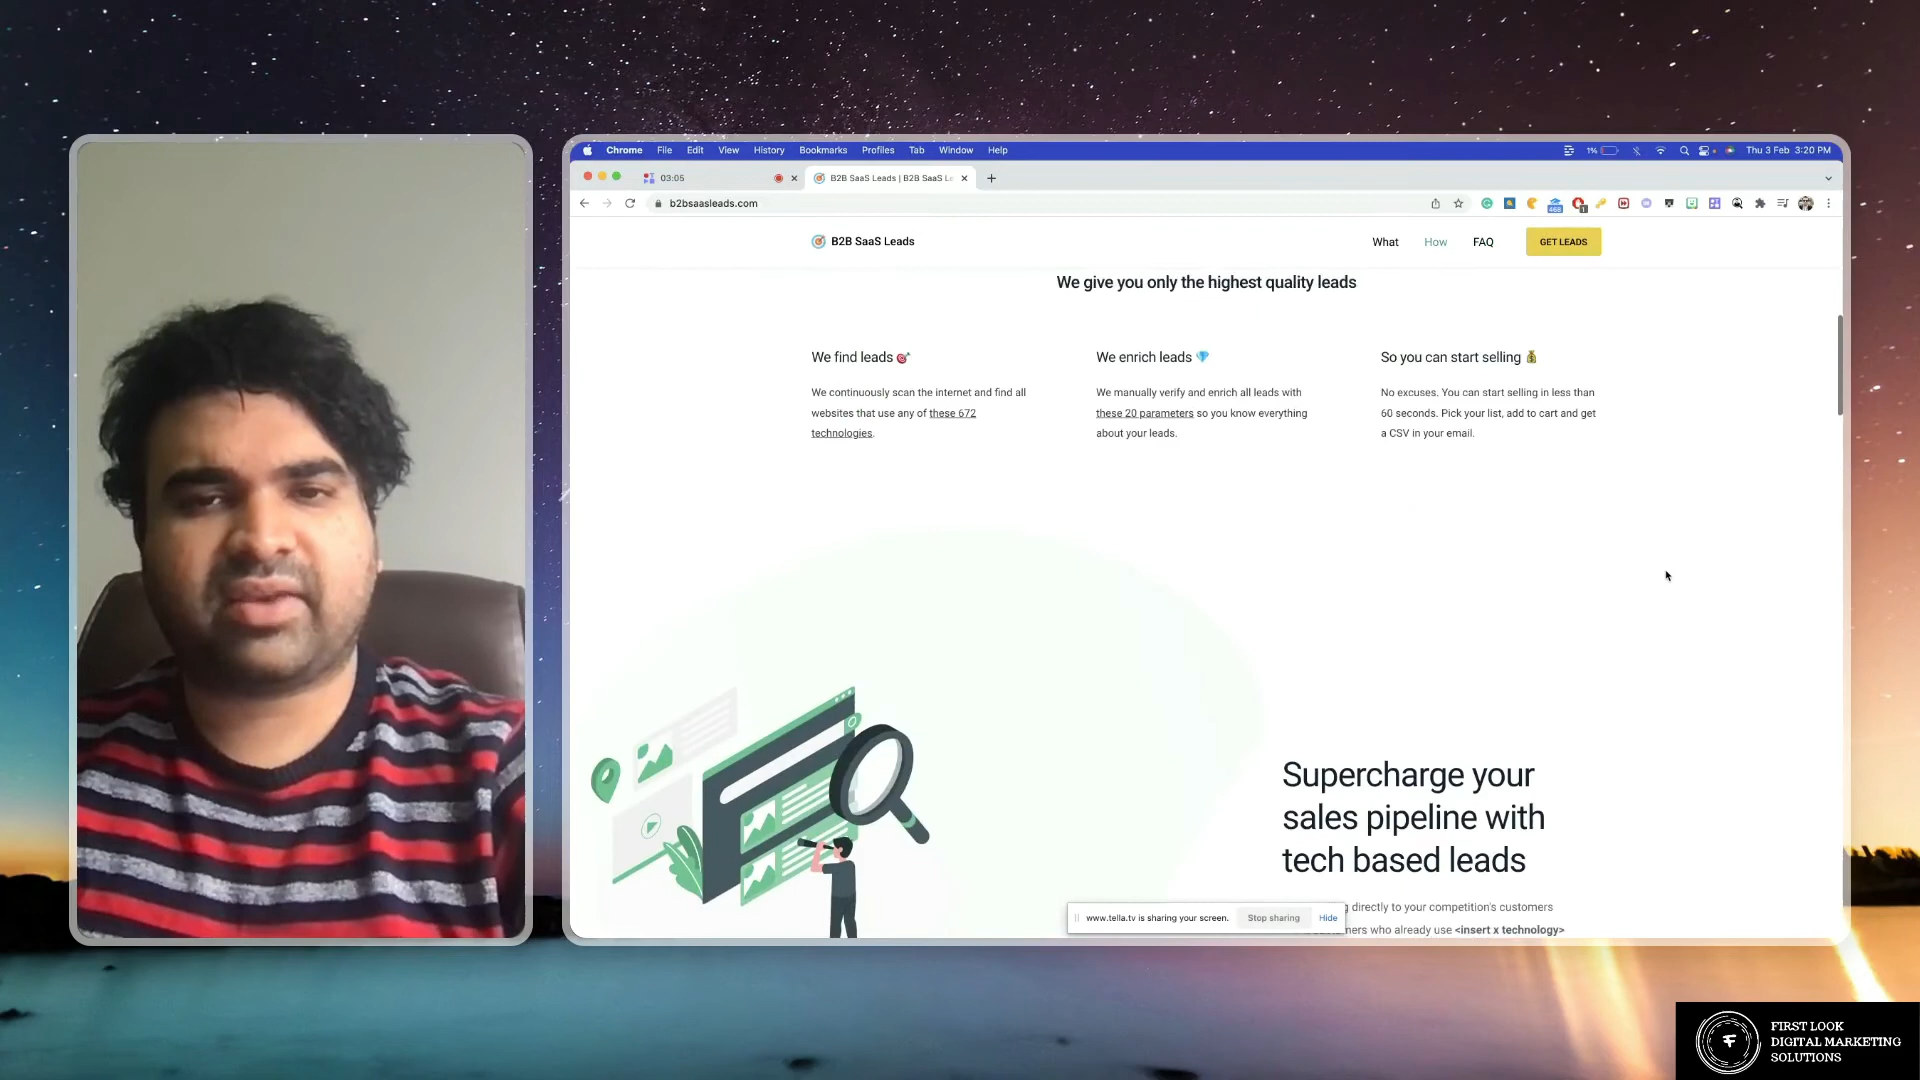 Chrome File Edit View History Bookmarks Profiles Tab Window Help 1% Thu 3 Feb 3:20 PM
03:05 B2B SaaS Leads | B2B SaaS Le
b2bsaasleads.com
B2B SaaS Leads What How FAQ GET LEADS
We give you only the highest quality leads
We find leads
We continuously scan the internet and find all
websites that use any of these 672
technologies.
We enrich leads
We manually verify and enrich all leads with
these 20 parameters so you know everything
about your leads.
So you can start selling
No excuses. You can start selling in less than
60 seconds. Pick your list, add to cart and get
a CSV in your email.
Supercharge your
sales pipeline with
tech based leads
directly to your competition's customers
who already use <insert x technology>
www.tella.tv is sharing your screen. Stop sharing Hide
FIRST LOOK
DIGITAL MARKETING
SOLUTIONS